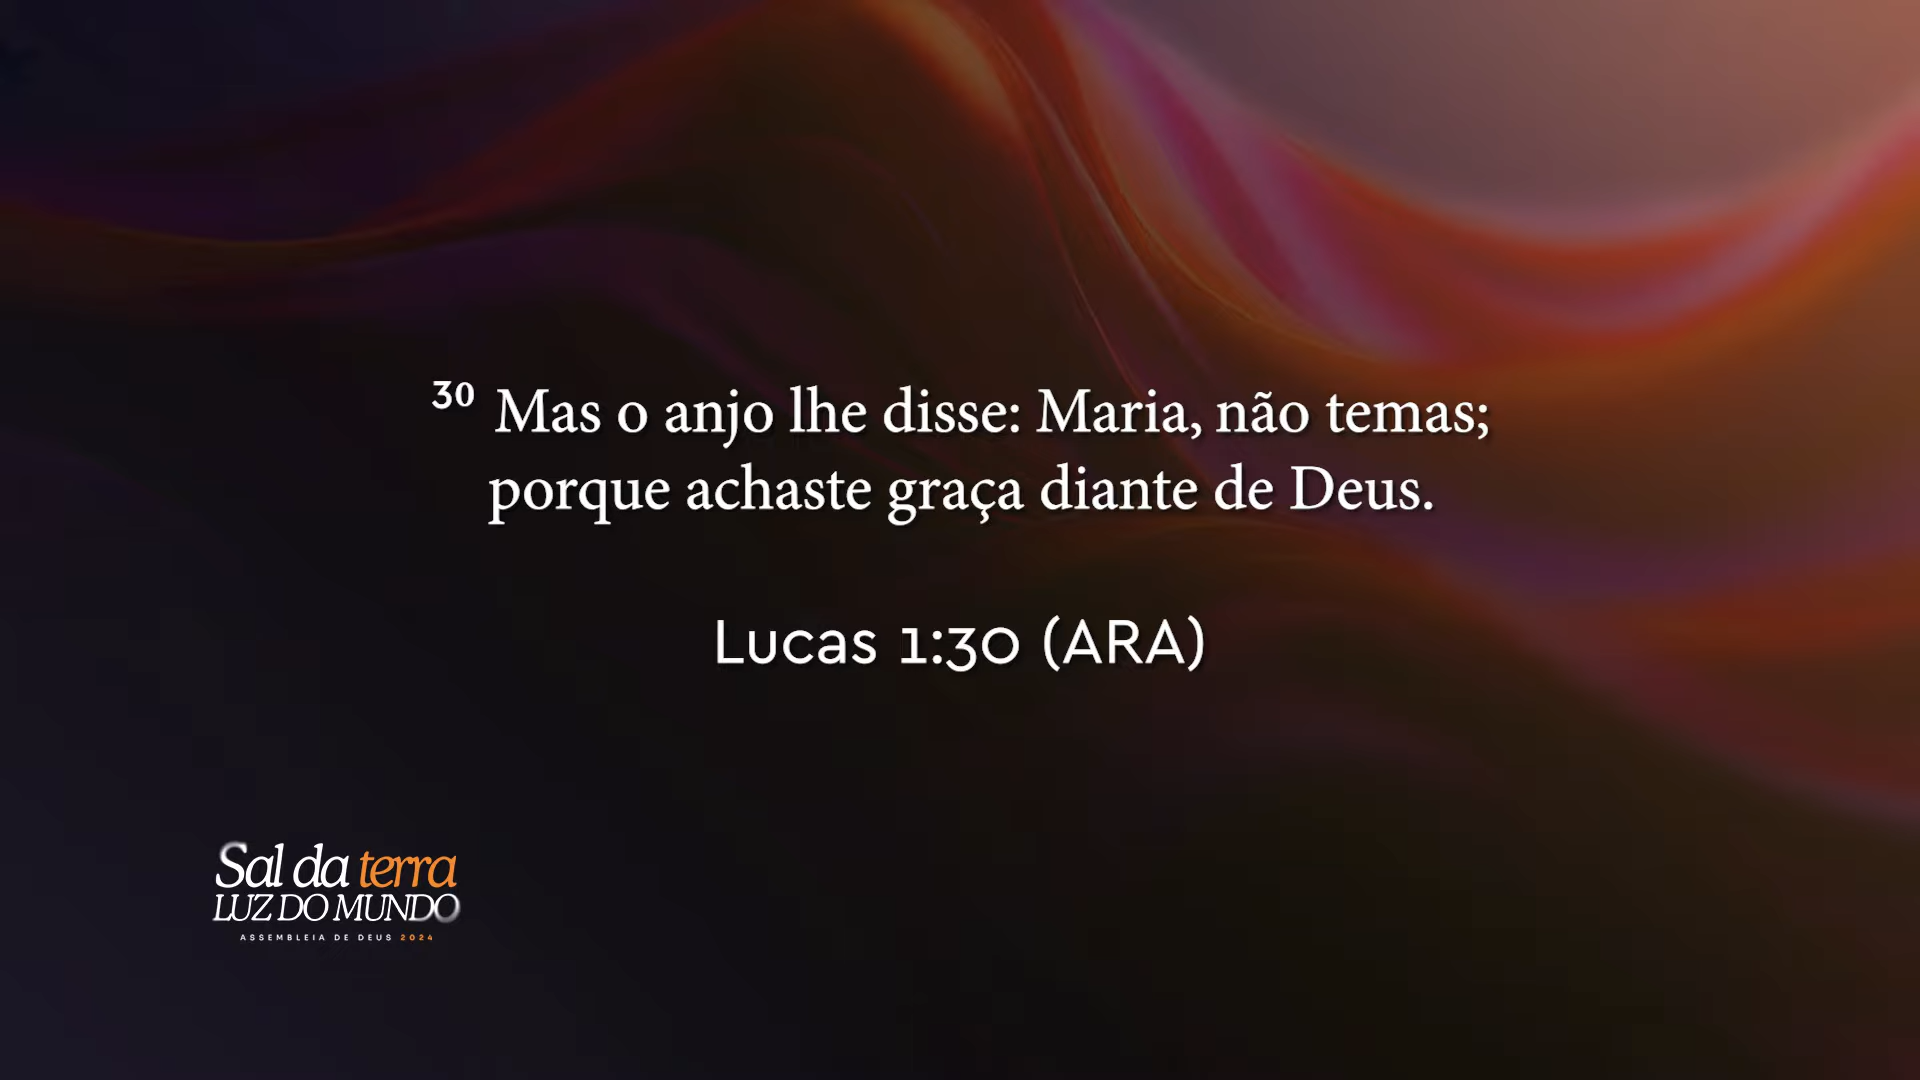 30 Mas o anjo lhe disse: Maria, não temas;
porque achaste graça diante de Deus.
Lucas 1:30 (ARA)
Sal da terra
LUZ DO MUNDO
ASSEMBLEIA DE DEUS 2024